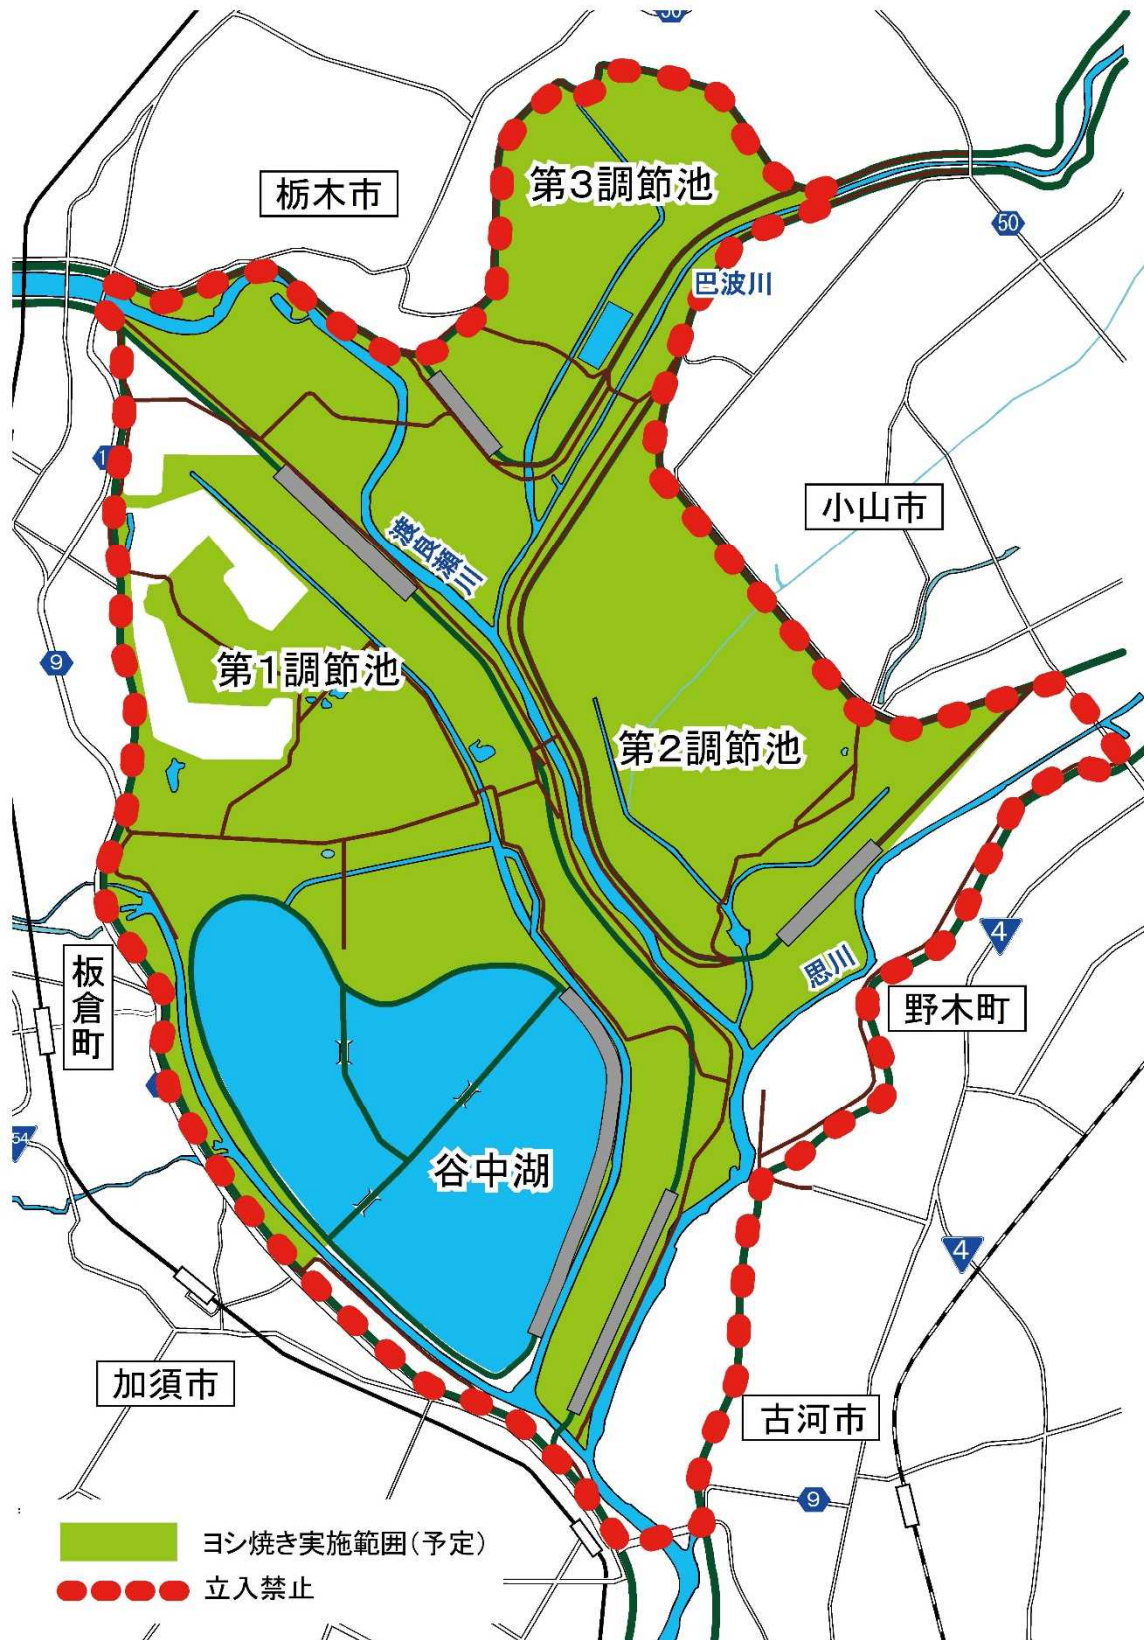 50
第3調節池
栃木市
50
巴波川
1
小山市
渡良瀬川
9
第1調節池
第2調節池
4
思川
板倉町
野木町
54
谷中湖
4
加須市
古河市
9
ヨシ焼き実施範囲(予定)
立入禁止